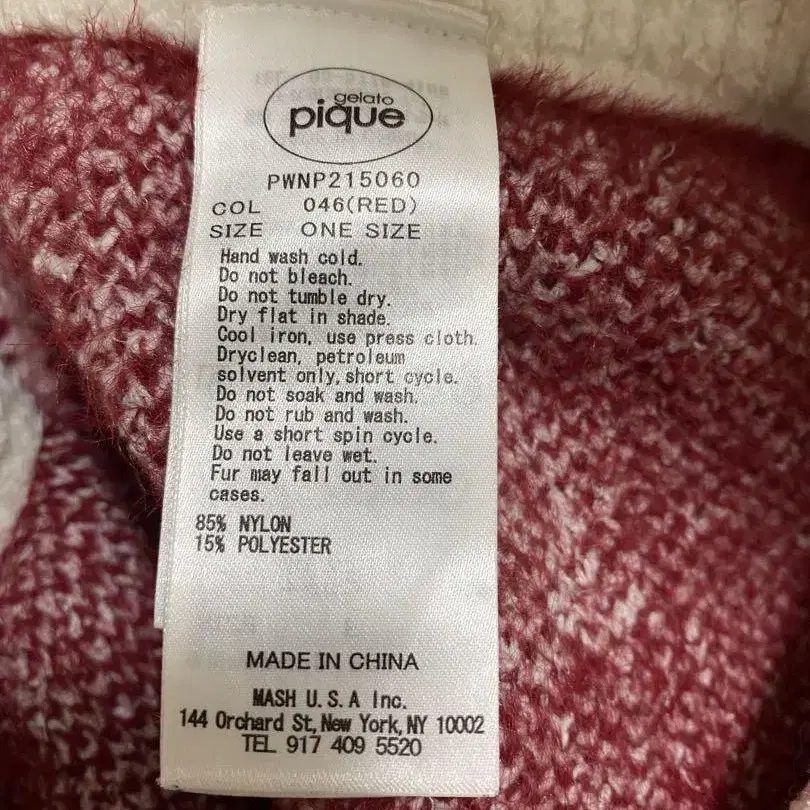 gelato
pique
PWNP215060
COL 046(RED)
SIZE ONE SIZE
Hand wash cold.
Do not bleach.
Do not tumble dry.
Dry flat in shade.
Cool iron, use press cloth.
Dryclean, petroleum
solvent only, short cycle.
Do not soak and wash.
Do not rub and wash.
Use a short spin cycle.
Do not leave wet.
Fur may fall out in some
cases.
85% NYLON
15% POLYESTER
MADE IN CHINA
MASH U.S.A Inc.
144 Orchard St, New York, NY 10002
TEL 917 409 5520